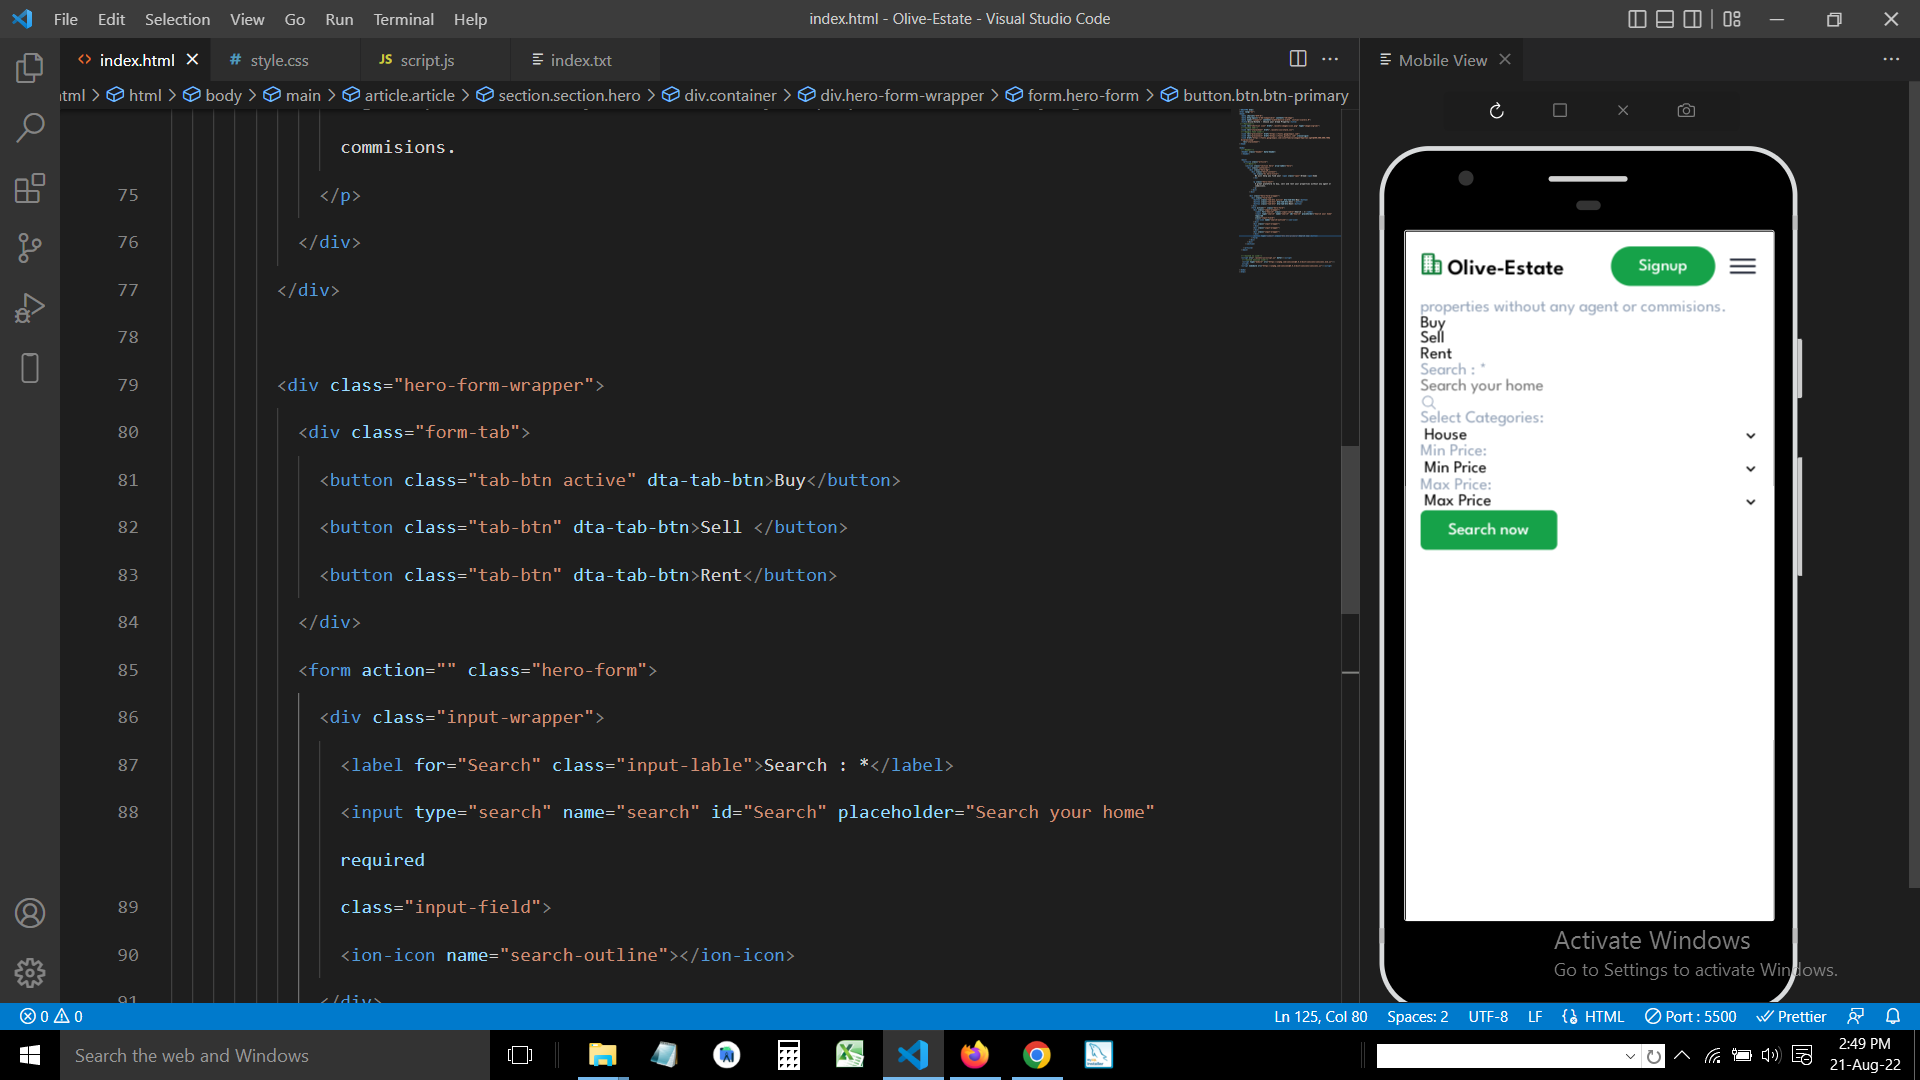 File Edit Selection View Go Run Terminal Help
index.html - Olive-Estate - Visual Studio Code
index.html
# style.css
JS script.js
index.txt
Mobile View
html > body > main > article.article > section.section.hero > div.container > div.hero-form-wrapper > form.hero-form > button.btn.btn-primary
commisions.
75 </p>
76 </div>
77 </div>
78
79 <div class="hero-form-wrapper">
80 <div class="form-tab">
81 <button class="tab-btn active" dta-tab-btn>Buy</button>
82 <button class="tab-btn" dta-tab-btn>Sell </button>
83 <button class="tab-btn" dta-tab-btn>Rent</button>
84 </div>
85 <form action="" class="hero-form">
86 <div class="input-wrapper">
87 <label for="Search" class="input-lable">Search : *</label>
88 <input type="search" name="search" id="Search" placeholder="Search your home"
required
89 class="input-field">
90 <ion-icon name="search-outline"></ion-icon>
91 </div>
Olive-Estate
Signup
properties without any agent or commisions.
Buy
Sell
Rent
Search : *
Search your home
Select Categories:
House
Min Price:
Min Price
Max Price:
Max Price
Search now
Activate Windows
Go to Settings to activate Windows.
0 0
Ln 125, Col 80 Spaces: 2 UTF-8 LF HTML Port : 5500 Prettier
Search the web and Windows
2:49 PM
21-Aug-22